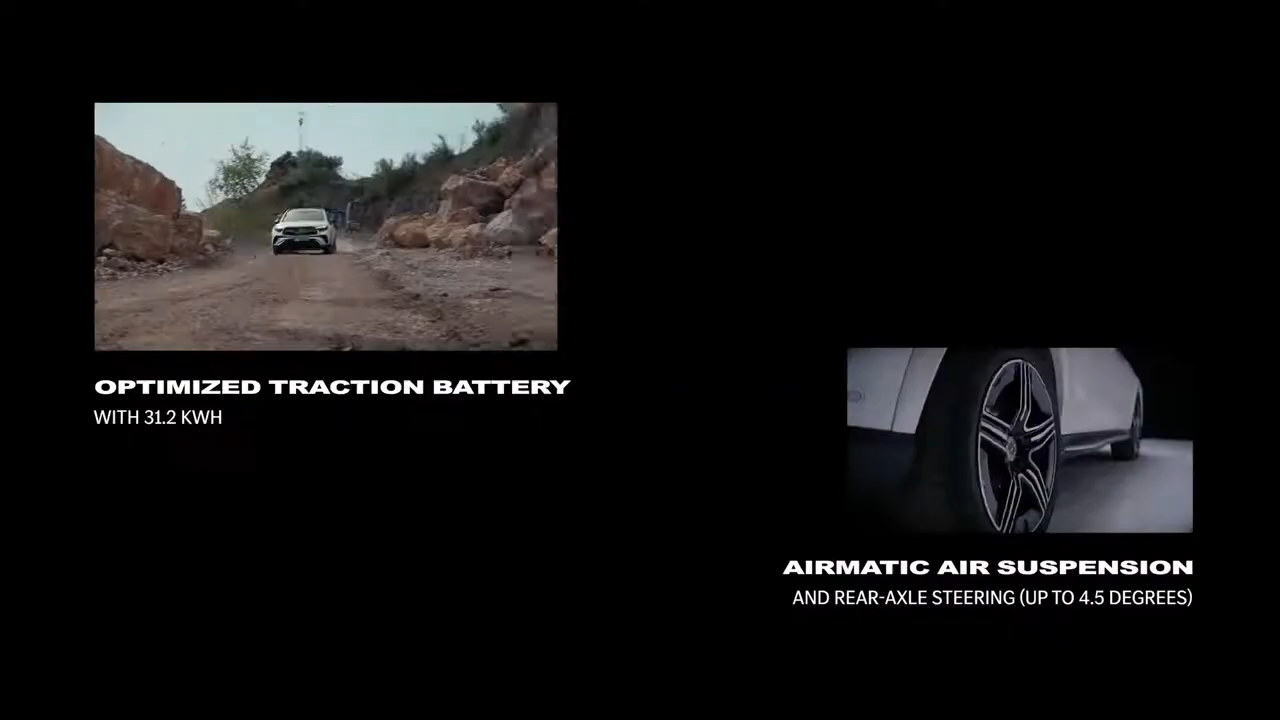 OPTIMIZED TRACTION BATTERY
WITH 31.2 KWH
AIRMATIC AIR SUSPENSION
AND REAR-AXLE STEERING (UP TO 4.5 DEGREES)